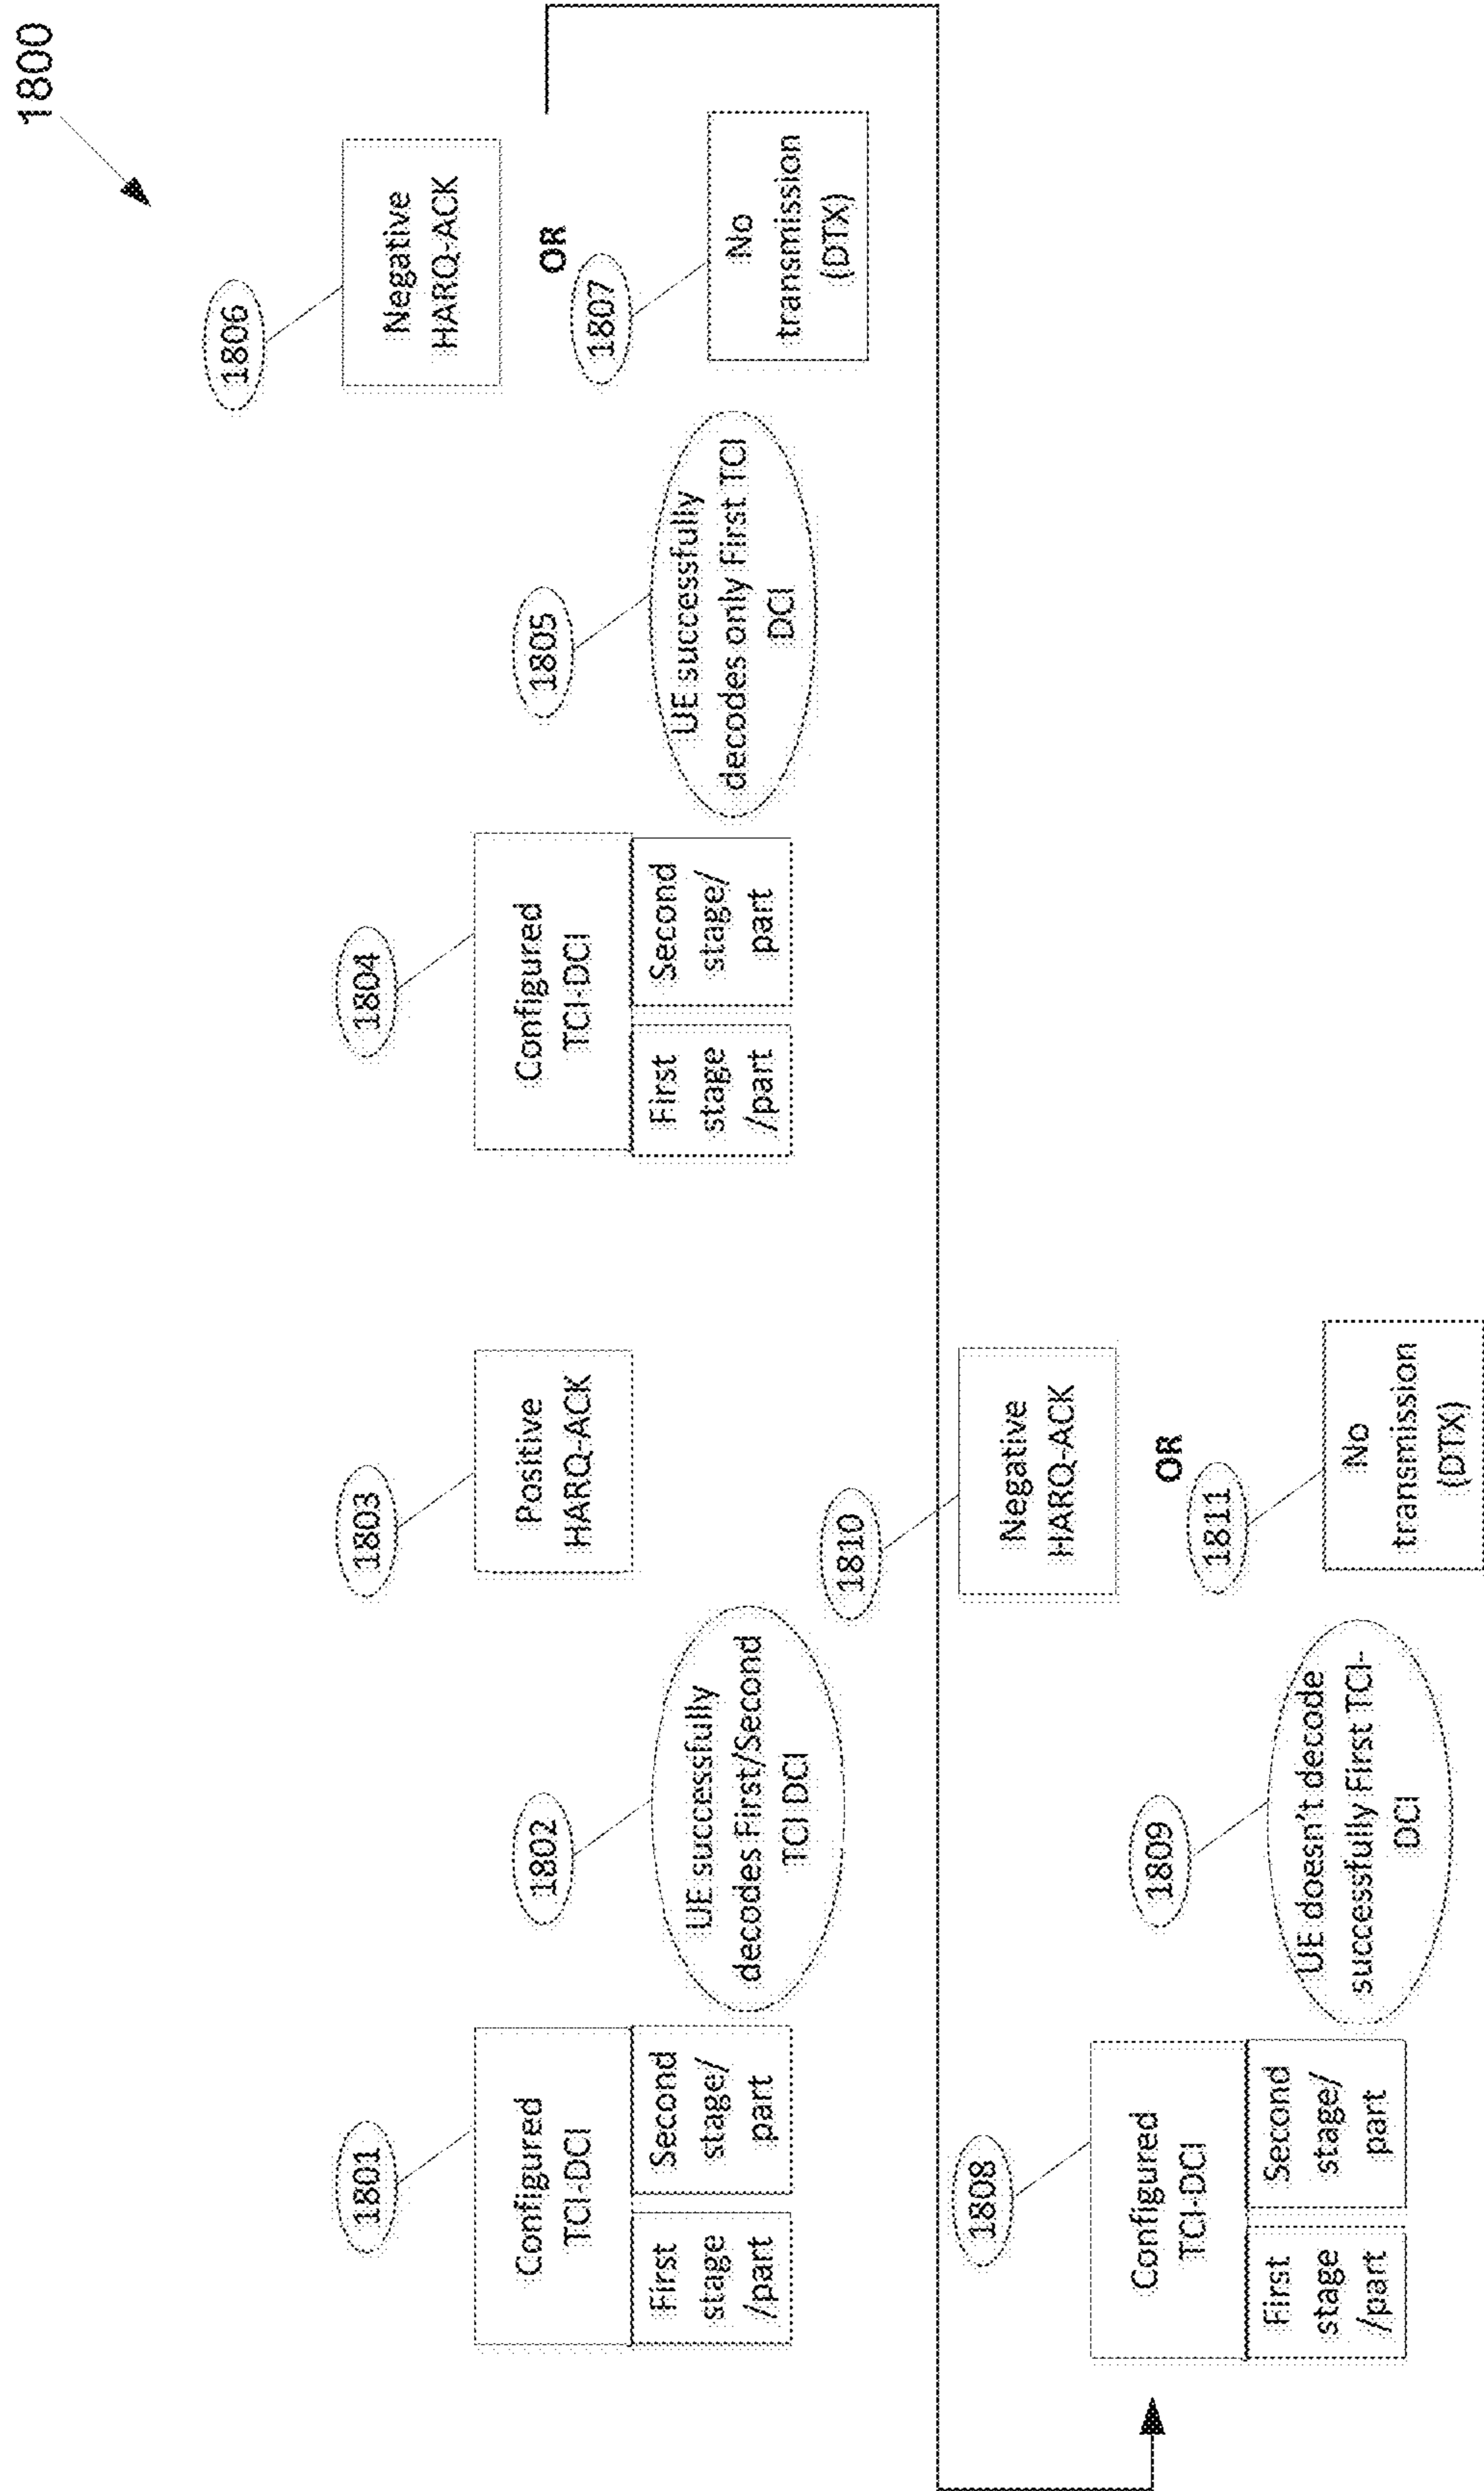 1800
1801
Configured
TCI-DCI
First
stage
/part
Second
stage/
part
1802
UE successfully
decodes First/Second
TCI DCI
1803
Positive
HARQ-ACK
1804
Configured
TCI-DCI
First
stage
/part
Second
stage/
part
1805
UE successfully
decodes only First TCI
DCI
1806
Negative
HARQ-ACK
OR
1807
No
transmission
(DTX)
1808
Configured
TCI-DCI
First
stage
/part
Second
stage/
part
1809
UE doesn't decode
successfully First TCI-
DCI
1810
Negative
HARQ-ACK
OR
1811
No
transmission
(DTX)